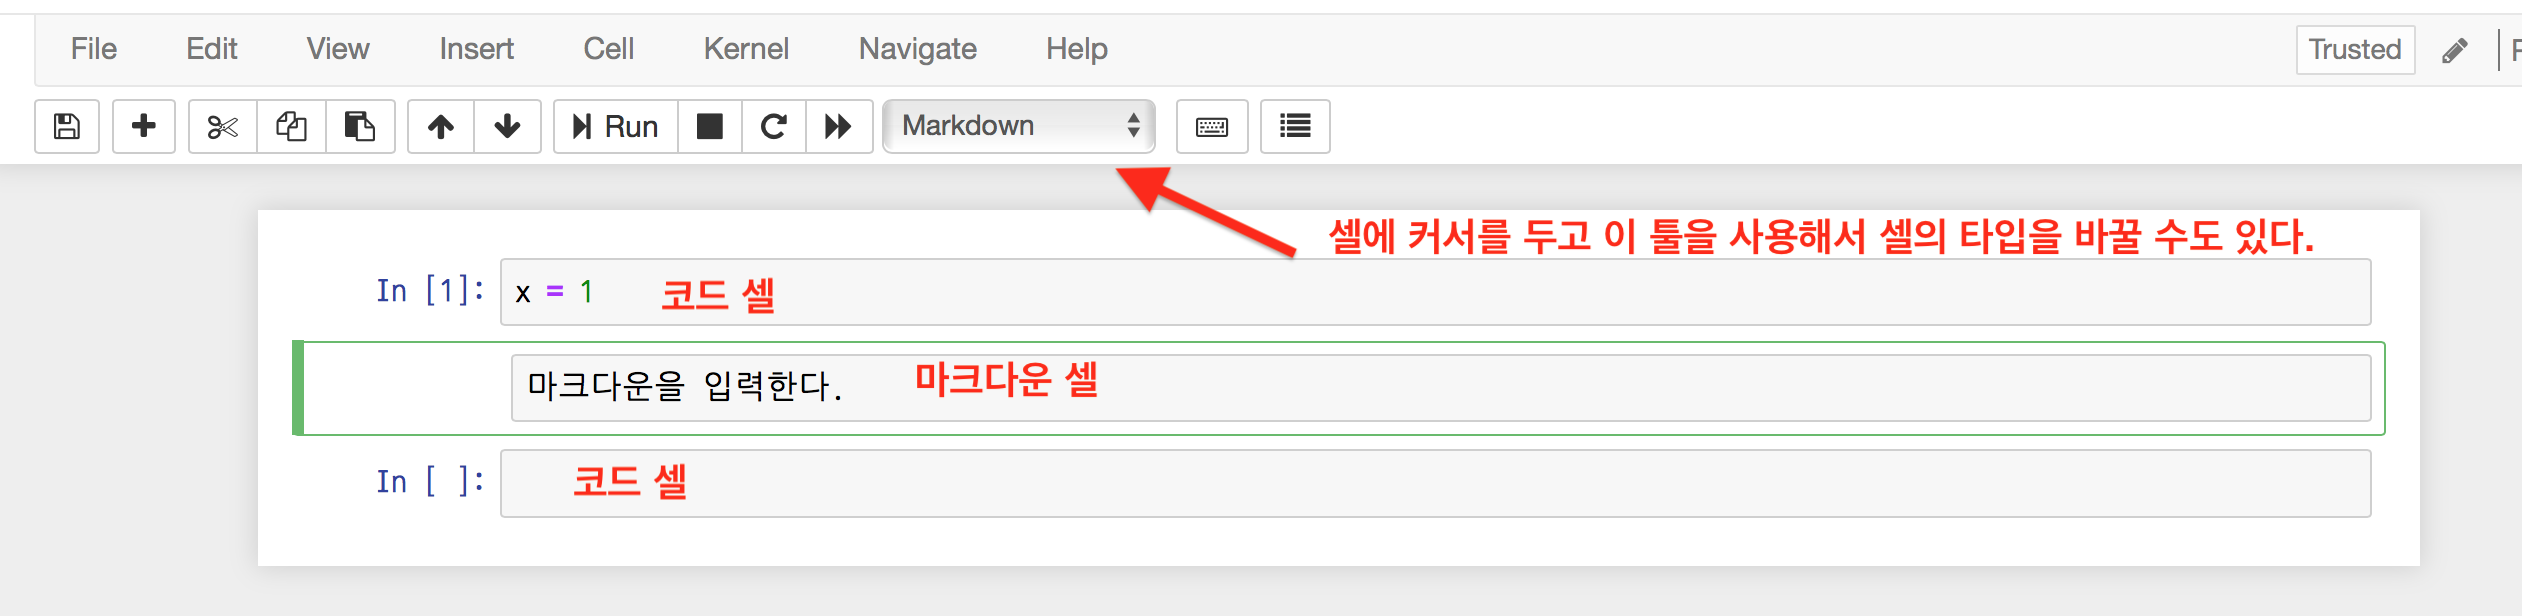 File Edit View Insert Cell Kernel Navigate Help Trusted
Run Markdown
셀에 커서를 두고 이 툴을 사용해서 셀의 타입을 바꿀 수도 있다.
In [1]: x = 1 코드 셀
마크다운을 입력한다. 마크다운 셀
In [ ]: 코드 셀